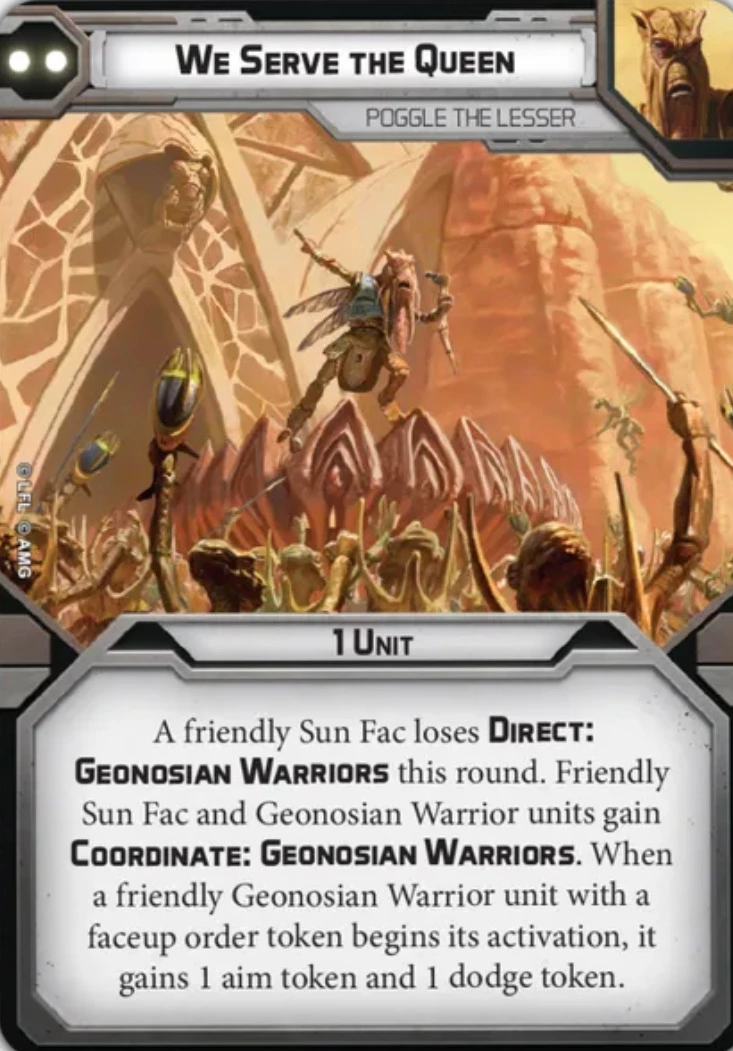 We Serve the Queen
Poggle the Lesser
© LFL © AMG
1 Unit
A friendly Sun Fac loses Direct:
Geonosian Warriors this round. Friendly
Sun Fac and Geonosian Warrior units gain
Coordinate: Geonosian Warriors. When
a friendly Geonosian Warrior unit with a
faceup order token begins its activation, it
gains 1 aim token and 1 dodge token.